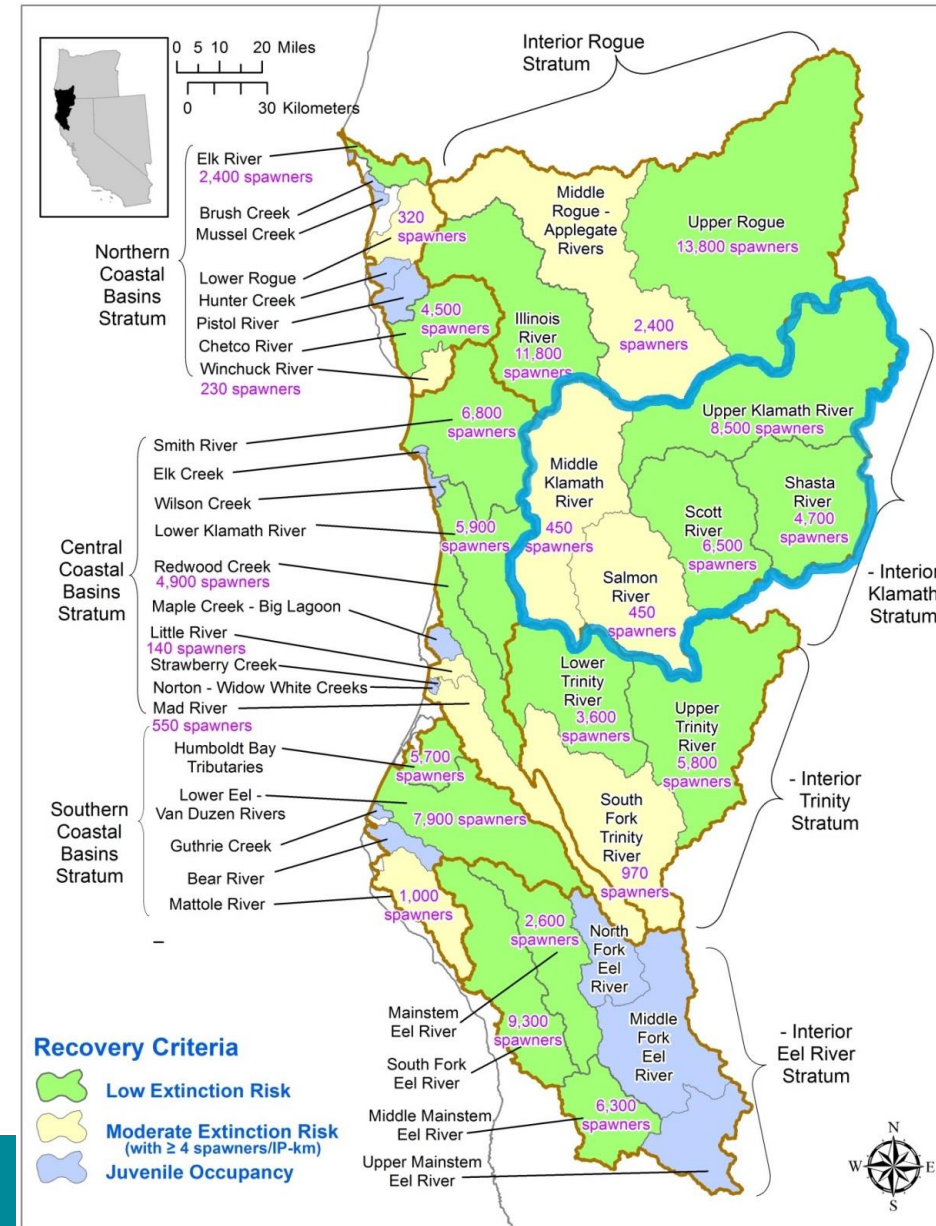 0 5 10 20 Miles
0 30 Kilometers
Interior Rogue
Stratum
Elk River
2,400 spawners
Brush Creek
Mussel Creek
Northern
Coastal
Basins
Stratum
Lower Rogue
Hunter Creek
Pistol River
Chetco River
Winchuck River
230 spawners
320
spawners
4,500
spawners
Middle
Rogue -
Applegate
Rivers
2,400
spawners
Upper Rogue
13,800 spawners
Illinois
River
11,800
spawners
Central
Coastal
Basins
Stratum
Smith River
Elk Creek
Wilson Creek
Lower Klamath River
Redwood Creek
4,900 spawners
Maple Creek - Big Lagoon
Little River
140 spawners
Strawberry Creek
Norton - Widow White Creeks
Mad River
550 spawners
6,800
spawners
5,900
spawners
Middle
Klamath
River
450
spawners
Upper Klamath River
8,500 spawners
Scott
River
6,500
spawners
Shasta
River
4,700
spawners
Salmon
River
450
spawners
- Interior
Klamath
Stratum
Lower
Trinity
River
3,600
spawners
Upper
Trinity
River
5,800
spawners
South
Fork
Trinity
River
970
spawners
- Interior
Trinity
Stratum
Southern
Coastal
Basins
Stratum
Humboldt Bay
Tributaries
Lower Eel -
Van Duzen Rivers
Guthrie Creek
Bear River
Mattole River
–
5,700
spawners
7,900 spawners
1,000
spawners
2,600
spawners
North
Fork
Eel
River
Middle
Fork
Eel
River
Mainstem
Eel River
9,300
spawners
South Fork
Eel River
6,300
spawners
Middle Mainstem
Eel River
Upper Mainstem
Eel River
- Interior
Eel River
Stratum
Recovery Criteria
Low Extinction Risk
Moderate Extinction Risk
(with ≥ 4 spawners/IP-km)
Juvenile Occupancy
N
W E
S